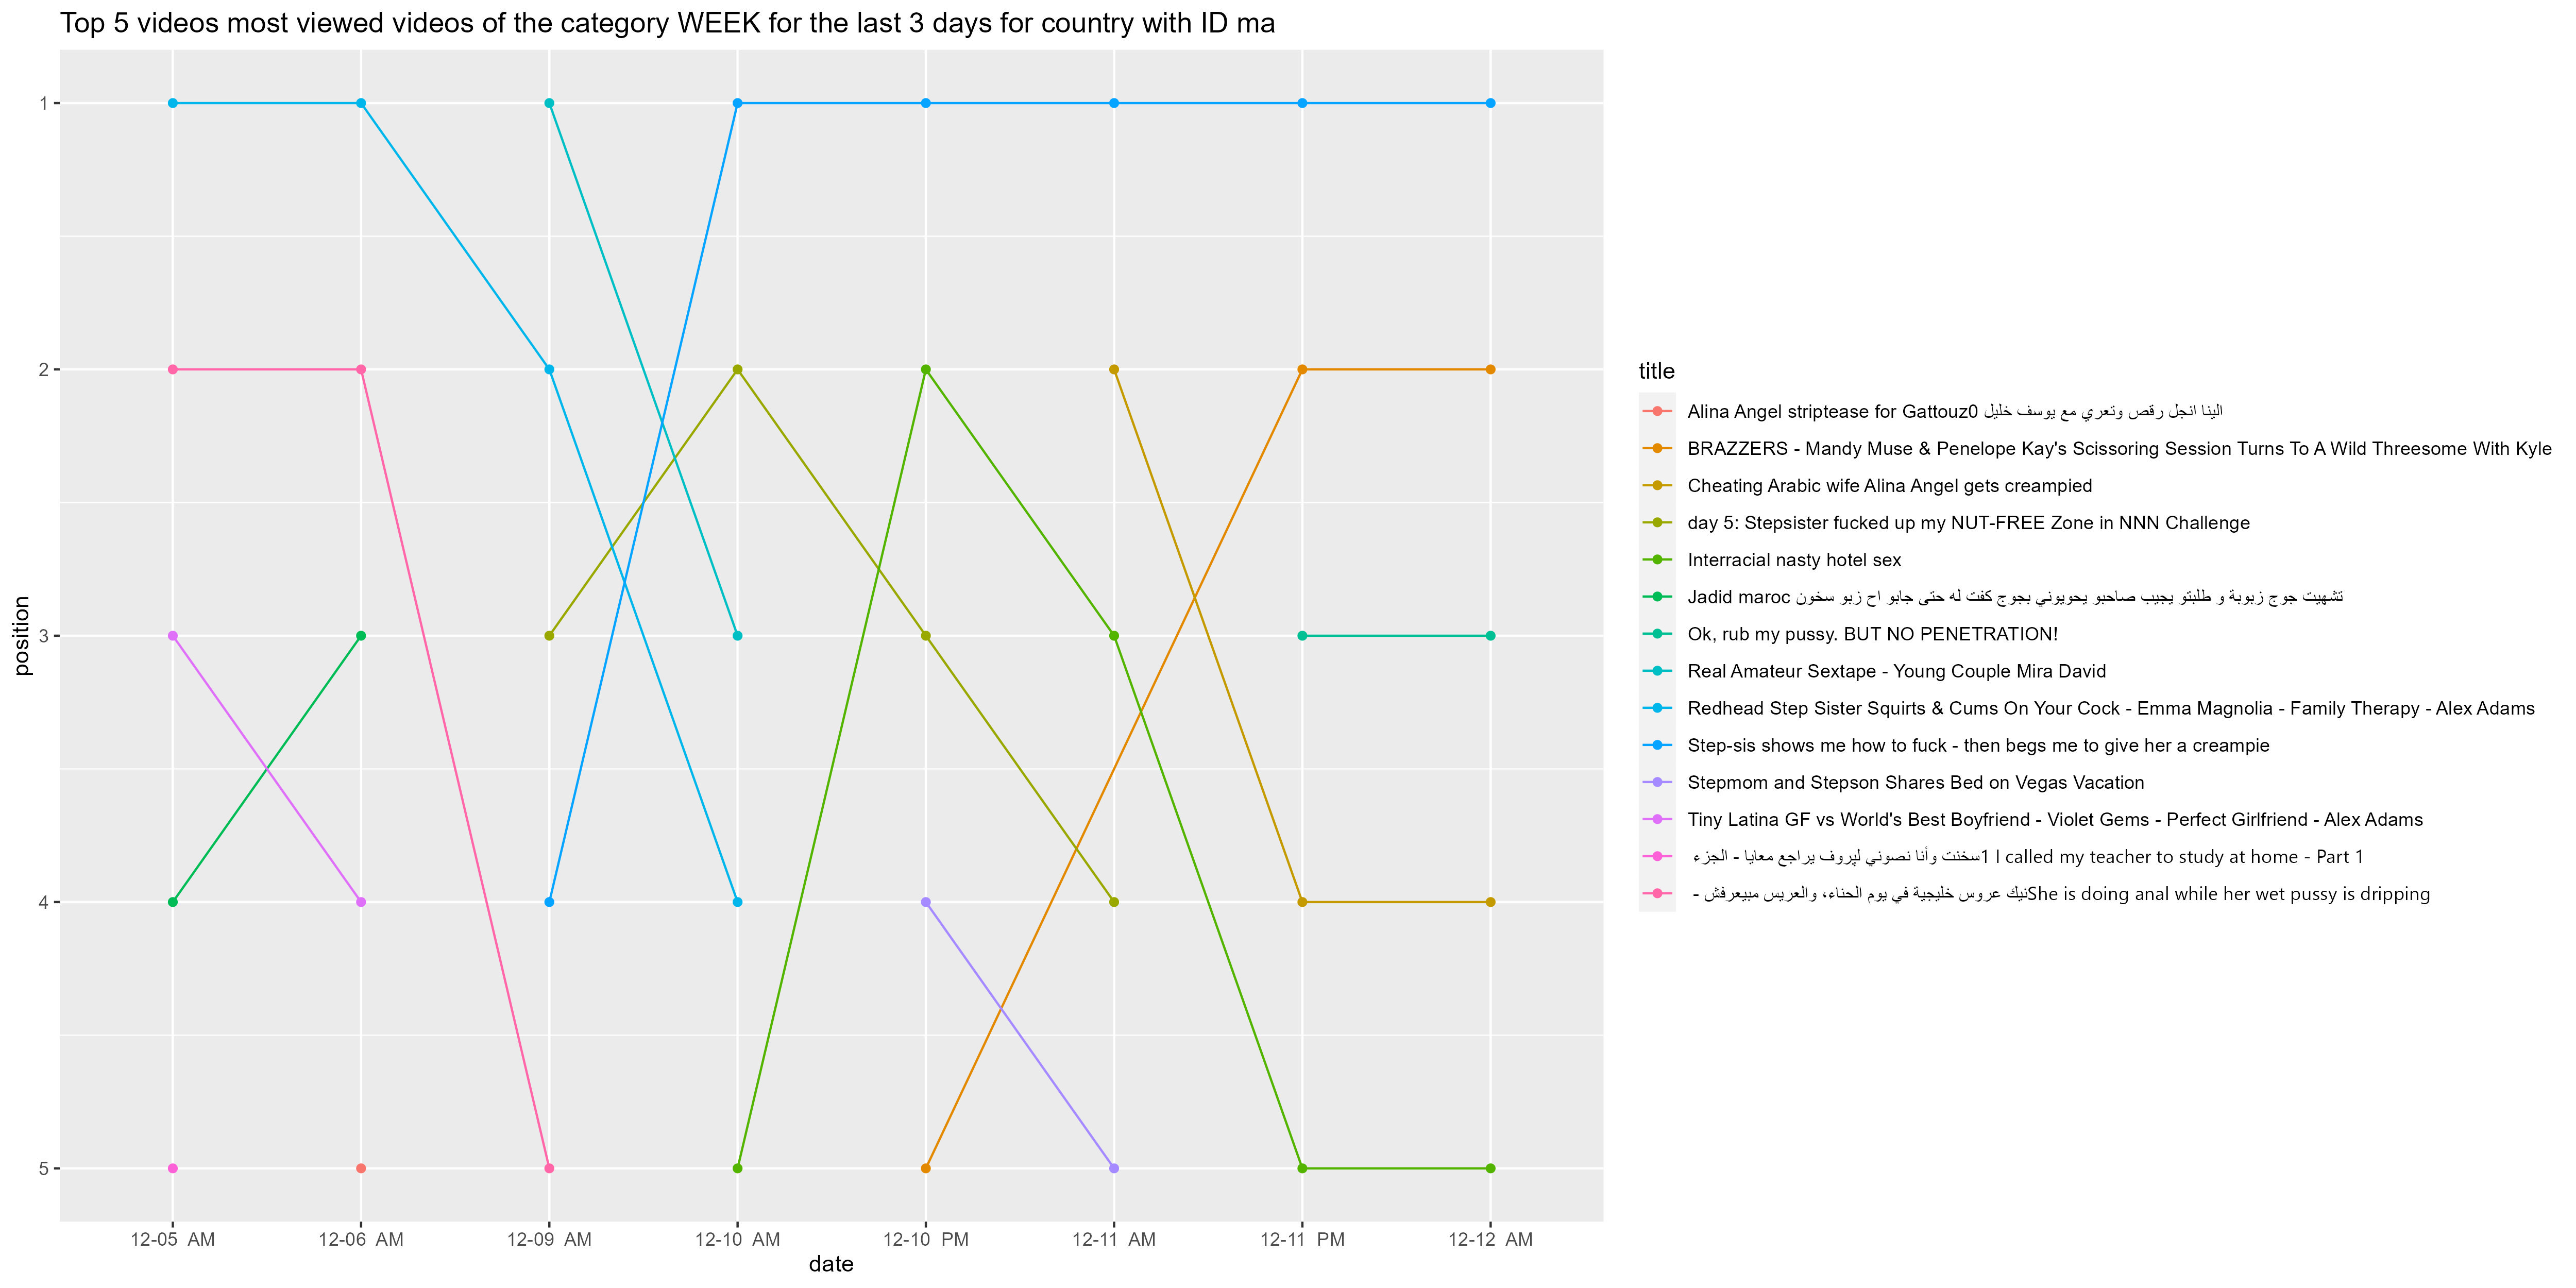 Top 5 videos most viewed videos of the category WEEK for the last 3 days for country with ID ma
position
1
2
3
4
5
12-05 AM
12-06 AM
12-09 AM
12-10 AM
12-10 PM
12-11 AM
12-11 PM
12-12 AM
date
title
Alina Angel striptease for Gattouz0 الينا انجل رقص وتعري مع يوسف خليل
BRAZZERS - Mandy Muse & Penelope Kay's Scissoring Session Turns To A Wild Threesome With Kyle
Cheating Arabic wife Alina Angel gets creampied
day 5: Stepsister fucked up my NUT-FREE Zone in NNN Challenge
Interracial nasty hotel sex
Jadid maroc تشهيت جوج زبوبة و طلبتو يجيب صاحبو يحويوني بجوج كفت له حتى جابو اح زبو سخون
Ok, rub my pussy. BUT NO PENETRATION!
Real Amateur Sextape - Young Couple Mira David
Redhead Step Sister Squirts & Cums On Your Cock - Emma Magnolia - Family Therapy - Alex Adams
Step-sis shows me how to fuck - then begs me to give her a creampie
Stepmom and Stepson Shares Bed on Vegas Vacation
Tiny Latina GF vs World's Best Boyfriend - Violet Gems - Perfect Girlfriend - Alex Adams
سخنت وأنا نصوني لپروف يراجع معايا - الجزء 1 I called my teacher to study at home - Part 1
نيك عروس خليجية في يوم الحناء، والعريس مبيعرفش - She is doing anal while her wet pussy is dripping